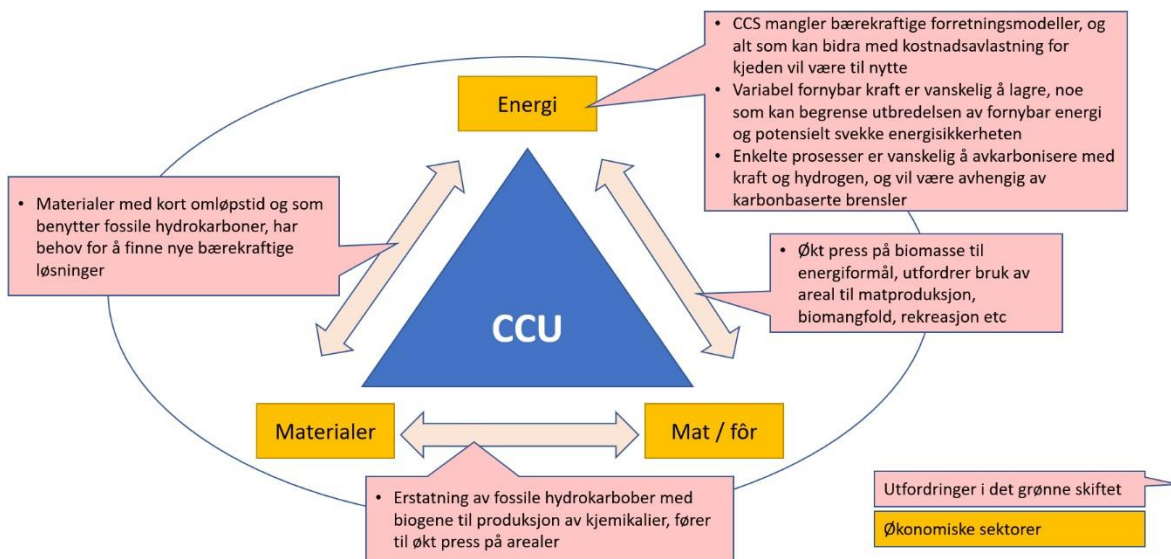 • CCS mangler bærekraftige forretningsmodeller, og
alt som kan bidra med kostnadsavlastning for
kjeden vil være til nytte
• Variabel fornybar kraft er vanskelig å lagre, noe
som kan begrense utbredelsen av fornybar energi
og potensielt svekke energisikkerheten
• Enkelte prosesser er vanskelig å avkarbonisere med
kraft og hydrogen, og vil være avhengig av
karbonbaserte brensler
Energi
• Materialer med kort omløpstid og som
benytter fossile hydrokarboner, har
behov for å finne nye bærekraftige
løsninger
• Økt press på biomasse til
energiformål, utfordrer bruk av
areal til matproduksjon,
biomangfold, rekreasjon etc
CCU
Materialer
Mat / fôr
• Erstatning av fossile hydrokarbober med
biogene til produksjon av kjemikalier, fører
til økt press på arealer
Utfordringer i det grønne skiftet
Økonomiske sektorer